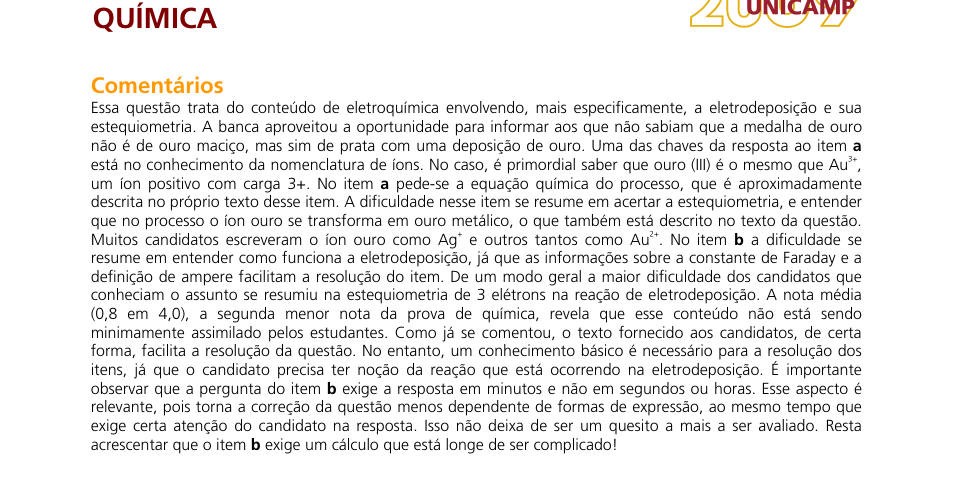 QUÍMICA
2009
UNICAMP
Comentários
Essa questão trata do conteúdo de eletroquímica envolvendo, mais especificamente, a eletrodeposição e sua
estequiometria. A banca aproveitou a oportunidade para informar aos que não sabiam que a medalha de ouro
não é de ouro maciço, mas sim de prata com uma deposição de ouro. Uma das chaves da resposta ao item a
está no conhecimento da nomenclatura de íons. No caso, é primordial saber que ouro (III) é o mesmo que Au³⁺,
um íon positivo com carga 3+. No item a pede-se a equação química do processo, que é aproximadamente
descrita no próprio texto desse item. A dificuldade nesse item se resume em acertar a estequiometria, e entender
que no processo o íon ouro se transforma em ouro metálico, o que também está descrito no texto da questão.
Muitos candidatos escreveram o íon ouro como Ag⁺ e outros tantos como Au²⁺. No item b a dificuldade se
resume em entender como funciona a eletrodeposição, já que as informações sobre a constante de Faraday e a
definição de ampere facilitam a resolução do item. De um modo geral a maior dificuldade dos candidatos que
conheciam o assunto se resumiu na estequiometria de 3 elétrons na reação de eletrodeposição. A nota média
(0,8 em 4,0), a segunda menor nota da prova de química, revela que esse conteúdo não está sendo
minimamente assimilado pelos estudantes. Como já se comentou, o texto fornecido aos candidatos, de certa
forma, facilita a resolução da questão. No entanto, um conhecimento básico é necessário para a resolução dos
itens, já que o candidato precisa ter noção da reação que está ocorrendo na eletrodeposição. É importante
observar que a pergunta do item b exige a resposta em minutos e não em segundos ou horas. Esse aspecto é
relevante, pois torna a correção da questão menos dependente de formas de expressão, ao mesmo tempo que
exige certa atenção do candidato na resposta. Isso não deixa de ser um quesito a mais a ser avaliado. Resta
acrescentar que o item b exige um cálculo que está longe de ser complicado!